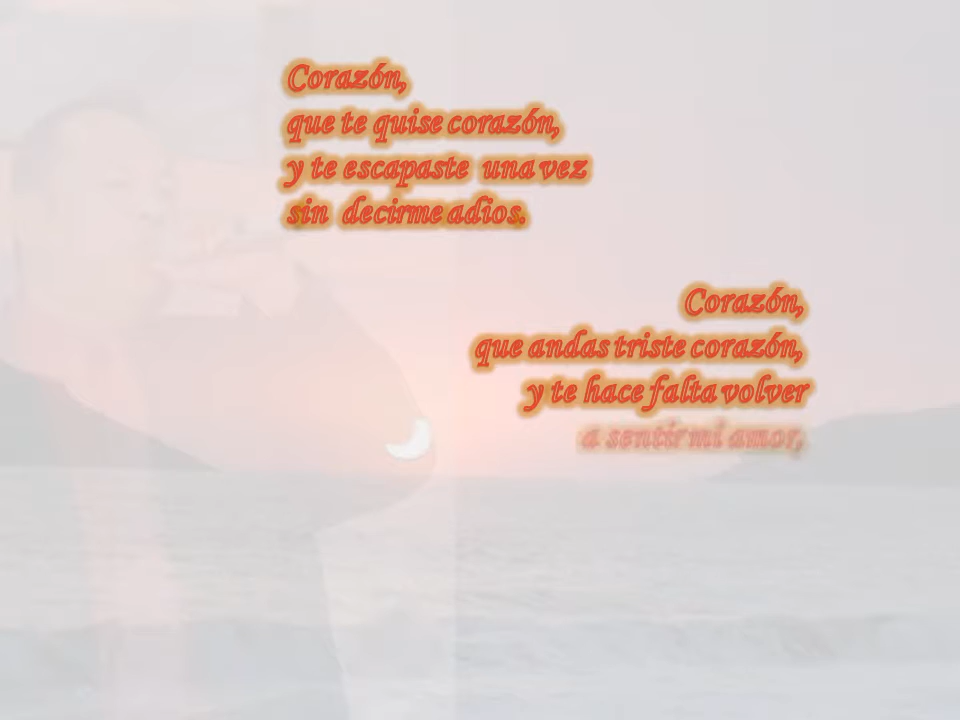 Corazón,
que te quise corazón,
y te escapaste una vez
sin decirme adios.
Corazón,
que andas triste corazón,
y te hace falta volver
a sentir mi amor,